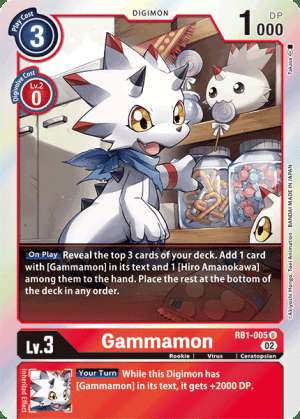 DIGIMON
Play Cost
3
DP
1000
Digivolve Cost
Lv.2
0
On Play Reveal the top 3 cards of your deck. Add 1
card with [Gammamon] in its text and 1 [Hiro Amanokawa]
among them to the hand. Place the rest at the bottom
of the deck in any order.
RB1-005 U
Lv.3
Gammamon
02
Rookie
Virus
Ceratopsian
Inherited Effect
Your Turn While this Digimon has
[Gammamon] in its text, it gets +2000 DP.
©Akiyoshi Hongo, Toei Animation · BANDAI MADE IN JAPAN